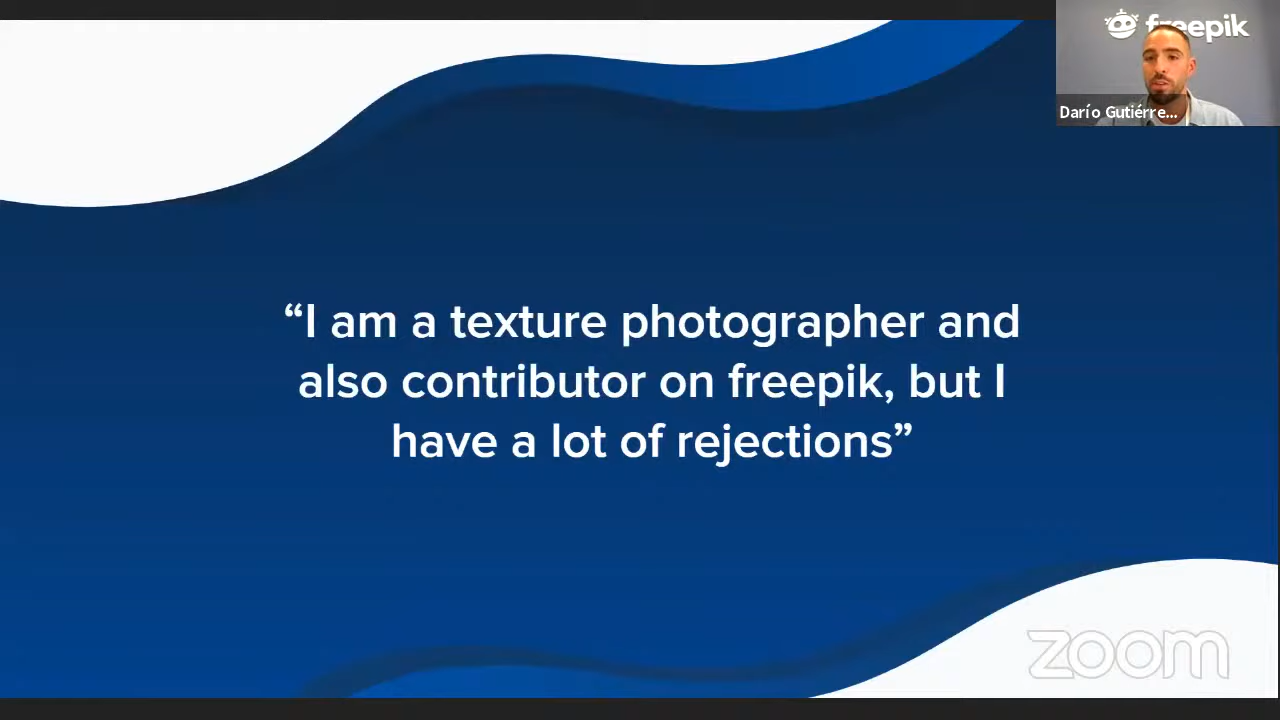 freepik
Darío Gutiérre...
“I am a texture photographer and
also contributor on freepik, but I
have a lot of rejections”
zoom